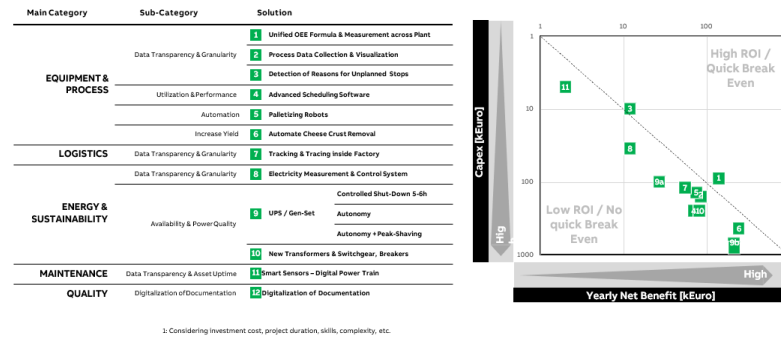 Main Category Sub-Category Solution
1 Unified OEE Formula & Measurement across Plant
Data Transparency & Granularity 2 Process Data Collection & Visualization
3 Detection of Reasons for Unplanned Stops
EQUIPMENT &
PROCESS
Utilization & Performance 4 Advanced Scheduling Software
Automation 5 Palletizing Robots
Increase Yield 6 Automate Cheese Crust Removal
LOGISTICS Data Transparency & Granularity 7 Tracking & Tracing inside Factory
Data Transparency & Granularity 8 Electricity Measurement & Control System
ENERGY &
SUSTAINABILITY
Availability & Power Quality
9 UPS / Gen-Set
Controlled Shut-Down 5-6h
Autonomy
Autonomy + Peak-Shaving
10 New Transformers & Switchgear, Breakers
MAINTENANCE Data Transparency & Asset Uptime 11 Smart Sensors – Digital Power Train
QUALITY Digitalization of Documentation 12 Digitalization of Documentation
1: Considering investment cost, project duration, skills, complexity, etc.
Capex [kEuro]
Hig
1 10 100
1
10
100
1000
High ROI /
Quick Break
Even
11
3
8
9a
7
1
5
4
10
6
9b
Low ROI / No
quick Break
Even
High
Yearly Net Benefit [kEuro]